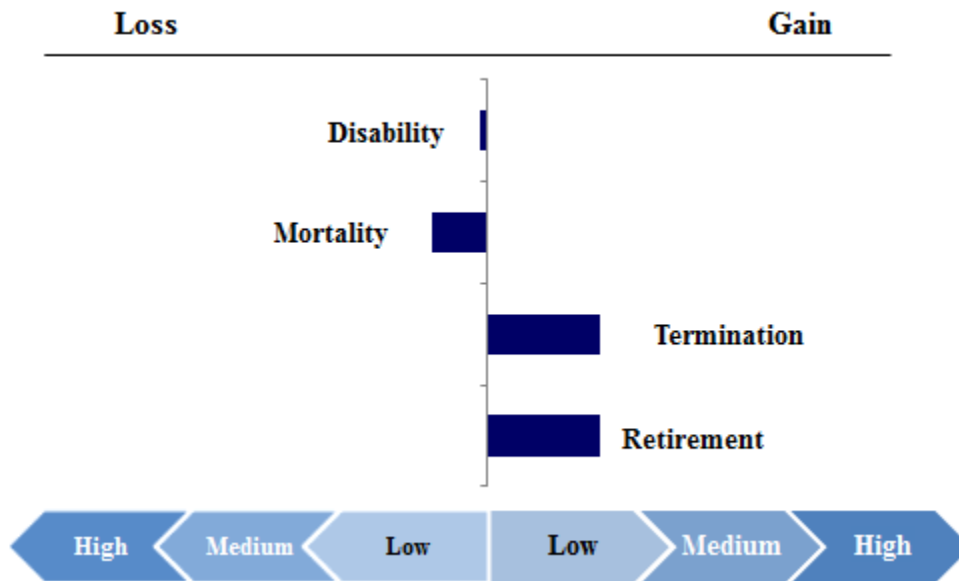 Loss Gain
Disability
Mortality
Termination
Retirement
High Medium Low Low Medium High